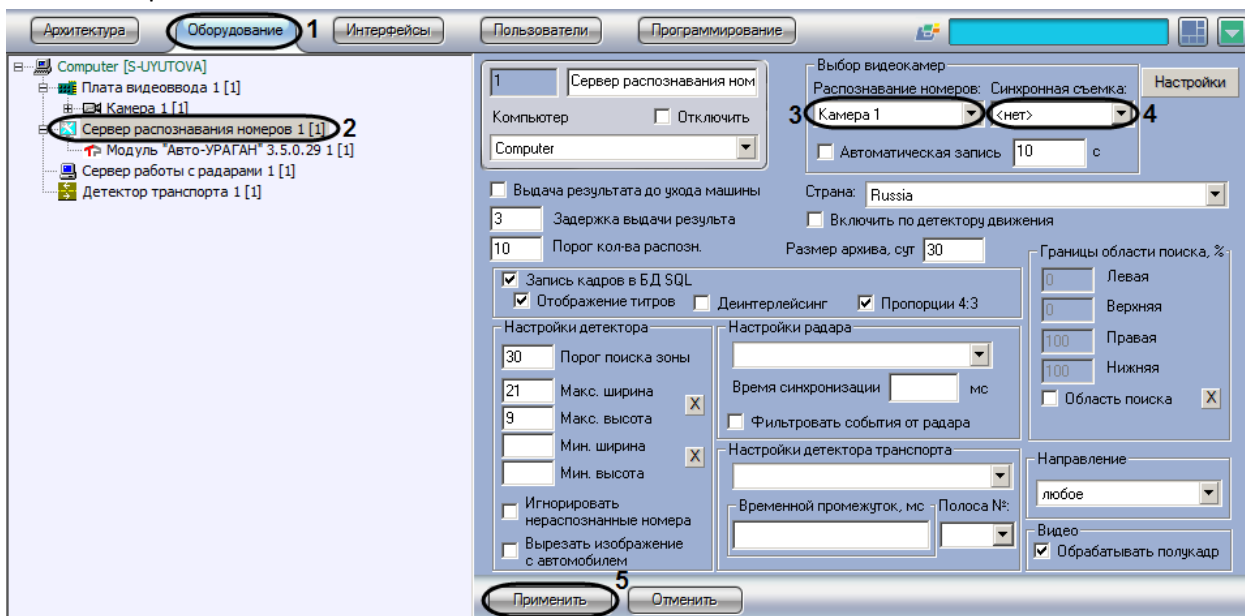 Архитектура Оборудование 1 Интерфейсы Пользователи Программирование
Computer [S-UYUTOVA]
Плата видеоввода 1 [1]
Камера 1 [1]
Сервер распознавания номеров 1 [1] 2
Модуль "Авто-УРАГАН" 3.5.0.29 1 [1]
Сервер работы с радарами 1 [1]
Детектор транспорта 1 [1]
1 Сервер распознавания ном
Компьютер Отключить
Computer
Выбор видеокамер
Распознавание номеров: Синхронная съемка:
3 Камера 1 <нет> 4
Автоматическая запись 10 с
Настройки
Выдача результата до ухода машины
Страна: Russia
3 Задержка выдачи результа
Включить по детектору движения
10 Порог кол-ва распозн.
Размер архива, сут 30
Запись кадров в БД SQL
Отображение титров Деинтерлейсинг Пропорции 4:3
Границы области поиска, %
0 Левая
0 Верхняя
100 Правая
100 Нижняя
Область поиска X
Настройки детектора
30 Порог поиска зоны
21 Макс. ширина
X
9 Макс. высота
Мин. ширина
X
Мин. высота
Игнорировать
нераспознанные номера
Вырезать изображение
с автомобилем
Настройки радара
Время синхронизации мс
Фильтровать события от радара
Настройки детектора транспорта
Временной промежуток, мс Полоса №:
Направление
любое
Видео
Обрабатывать полукадр
5
Применить Отменить